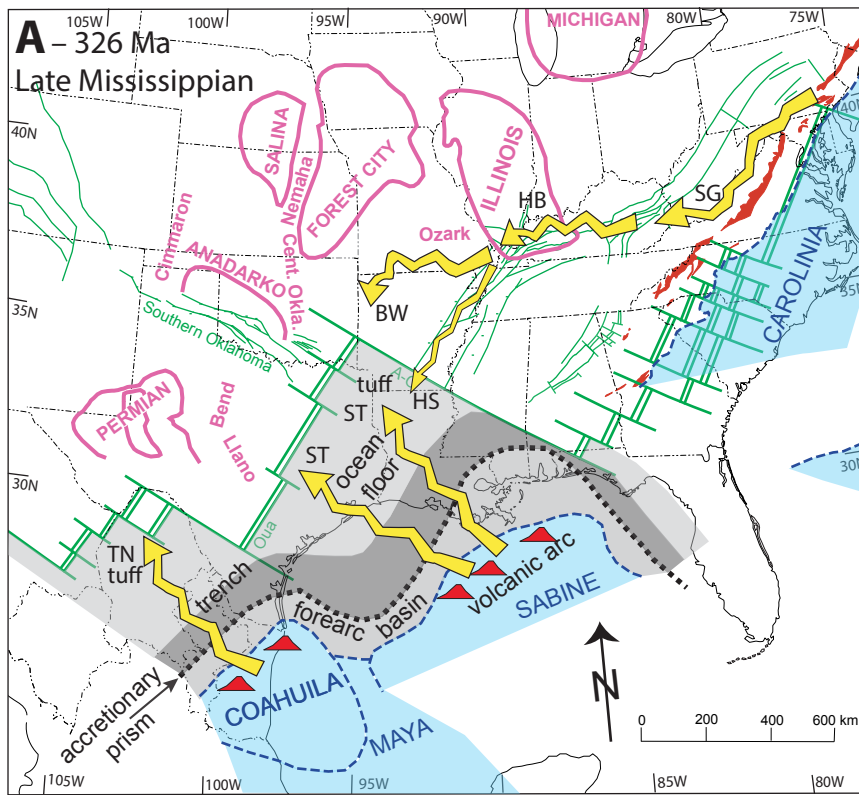 105W
100W
95W
90W
MICHIGAN
80W
75W
A – 326 Ma
Late Mississippian
40N
40N
SALINA
Nemaha
FOREST CITY
ILLINOIS
HB
SG
Cimmaron
ANADARKO
Cent. Okla.
Ozark
BW
CAROLINIA
35N
35N
Southern Oklahoma
A-O
tuff
HS
ST
PERMIAN
Bend
Llano
ST
ocean
floor
30N
30N
Oua
TN
tuff
trench
forearc
basin
volcanic arc
SABINE
accretionary
prism
COAHUILA
MAYA
N
0 200 400 600 km
105W
100W
95W
90W
85W
80W